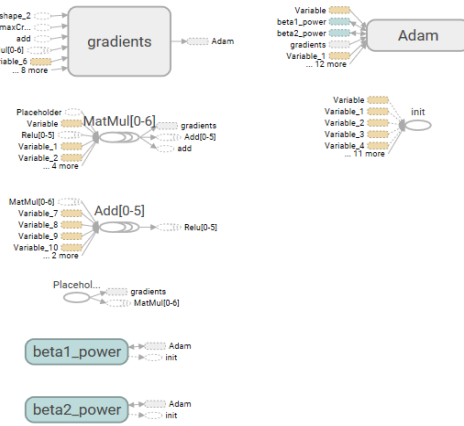 shape_2
maxCr...
add
ul[0-6]
iable_6
... 8 more
gradients
Adam
Variable
beta1_power
beta2_power
gradients
Variable_1
... 12 more
Adam
Placeholder
Variable
Relu[0-5]
Variable_1
Variable_2
... 4 more
MatMul[0-6]
gradients
Add[0-5]
add
Variable
Variable_1
Variable_2
Variable_3
Variable_4
... 11 more
init
MatMul[0-6]
Variable_7
Variable_8
Variable_9
Variable_10
... 2 more
Add[0-5]
Relu[0-5]
Placehol...
gradients
MatMul[0-6]
beta1_power
Adam
init
beta2_power
Adam
init